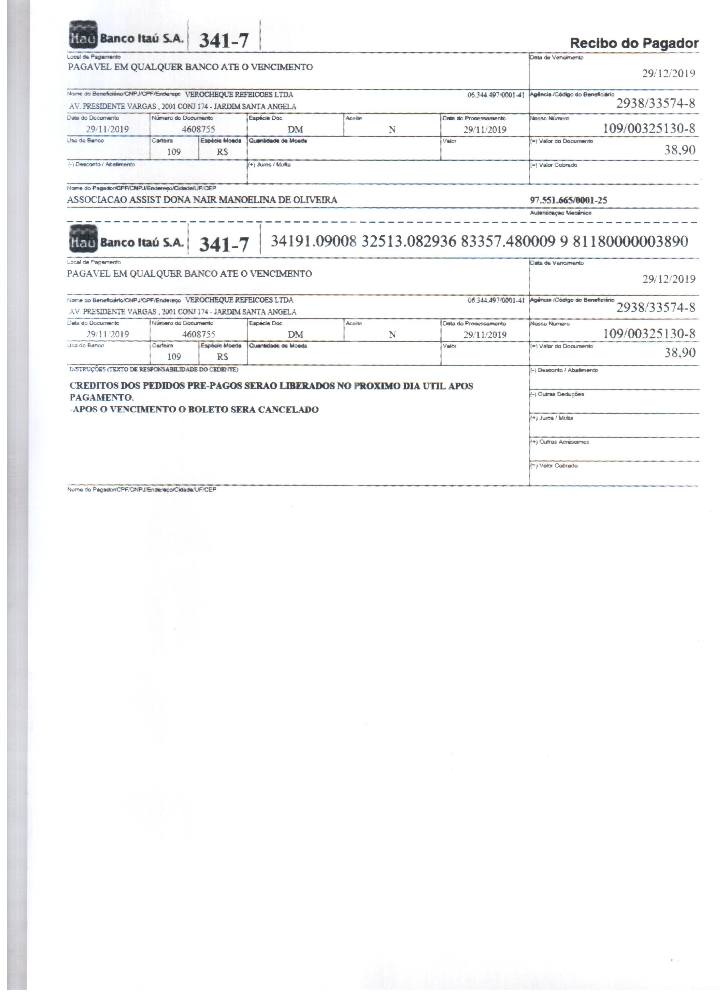 Itaú Banco Itaú S.A. 341-7 Recibo do Pagador
Local de Pagamento Data de Vencimento
PAGAVEL EM QUALQUER BANCO ATE O VENCIMENTO 29/12/2019
Nome do Beneficiário/CNPJ/CPF/Endereço VEROCHEQUE REFEICOES LTDA 06.344.497/0001-41 Agência /Código do Beneficiário
AV. PRESIDENTE VARGAS , 2001 CONJ 174 - JARDIM SANTA ANGELA 2938/33574-8
Data do Documento Número do Documento Espécie Doc. Aceite Data do Processamento Nosso Número
29/11/2019 4608755 DM N 29/11/2019 109/00325130-8
Uso do Banco Carteira Espécie Moeda Quantidade de Moeda Valor (=) Valor do Documento
109 R$ 38,90
(-) Desconto / Abatimento (+) Juros / Multa (=) Valor Cobrado
Nome do Pagador/CPF/CNPJ/Endereço/Cidade/UF/CEP
ASSOCIACAO ASSIST DONA NAIR MANOELINA DE OLIVEIRA 97.551.665/0001-25
Autenticaçao Mecânica
Itaú Banco Itaú S.A. 341-7 34191.09008 32513.082936 83357.480009 9 81180000003890
Local de Pagamento Data de Vencimento
PAGAVEL EM QUALQUER BANCO ATE O VENCIMENTO 29/12/2019
Nome do Beneficiário/CNPJ/CPF/Endereço VEROCHEQUE REFEICOES LTDA 06.344.497/0001-41 Agência /Código do Beneficiário
AV. PRESIDENTE VARGAS , 2001 CONJ 174 - JARDIM SANTA ANGELA 2938/33574-8
Data do Documento Número do Documento Espécie Doc. Aceite Data do Processamento Nosso Número
29/11/2019 4608755 DM N 29/11/2019 109/00325130-8
Uso do Banco Carteira Espécie Moeda Quantidade de Moeda Valor (=) Valor do Documento
109 R$ 38,90
INSTRUÇÕES (TEXTO DE RESPONSABILIDADE DO CEDENTE) (-) Desconto / Abatimento
CREDITOS DOS PEDIDOS PRE-PAGOS SERAO LIBERADOS NO PROXIMO DIA UTIL APOS
PAGAMENTO. (-) Outras Deduções
-APOS O VENCIMENTO O BOLETO SERA CANCELADO
(+) Juros / Multa
(+) Outros Acréscimos
(=) Valor Cobrado
Nome do Pagador/CPF/CNPJ/Endereço/Cidade/UF/CEP